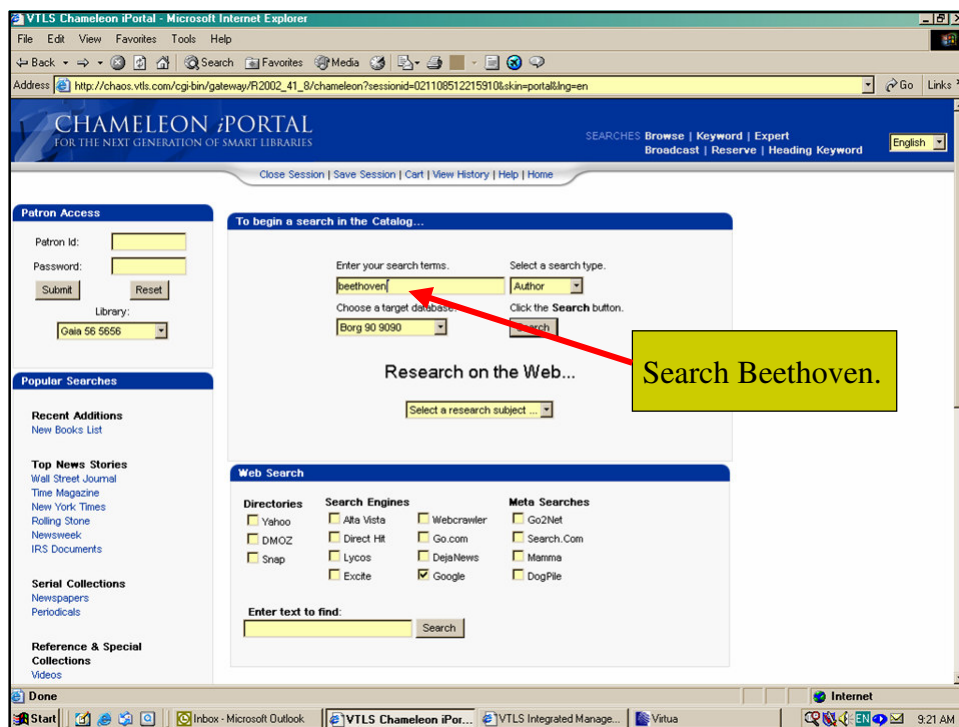 VTLS Chameleon iPortal - Microsoft Internet Explorer
File Edit View Favorites Tools Help
Back Search Favorites Media
Address http://chaos.vtls.com/cgi-bin/gateway/R2002_41_8/chameleon?sessionid=0211085122159108&skin=portal&lng=en Go Links
CHAMELEON iPORTAL
FOR THE NEXT GENERATION OF SMART LIBRARIES
SEARCHES Browse | Keyword | Expert
Broadcast | Reserve | Heading Keyword
English
Close Session | Save Session | Cart | View History | Help | Home
Patron Access
Patron Id:
Password:
Submit Reset
Library:
Gaia 56 5656
To begin a search in the Catalog...
Enter your search terms. Select a search type.
beethoven Author
Choose a target database. Click the Search button.
Borg 90 9090 Search
Search Beethoven.
Research on the Web...
Select a research subject ...
Popular Searches
Recent Additions
New Books List
Top News Stories
Wall Street Journal
Time Magazine
New York Times
Rolling Stone
Newsweek
IRS Documents
Serial Collections
Newspapers
Periodicals
Reference & Special
Collections
Videos
Web Search
Directories Search Engines Meta Searches
Yahoo Alta Vista Webcrawler Go2Net
DMOZ Direct Hit Go.com Search.Com
Snap Lycos DejaNews Mamma
Excite Google DogPile
Enter text to find:
Search
Done Internet
Start Inbox - Microsoft Outlook VTLS Chameleon iPor... VTLS Integrated Manage... Virtua EN 9:21 AM